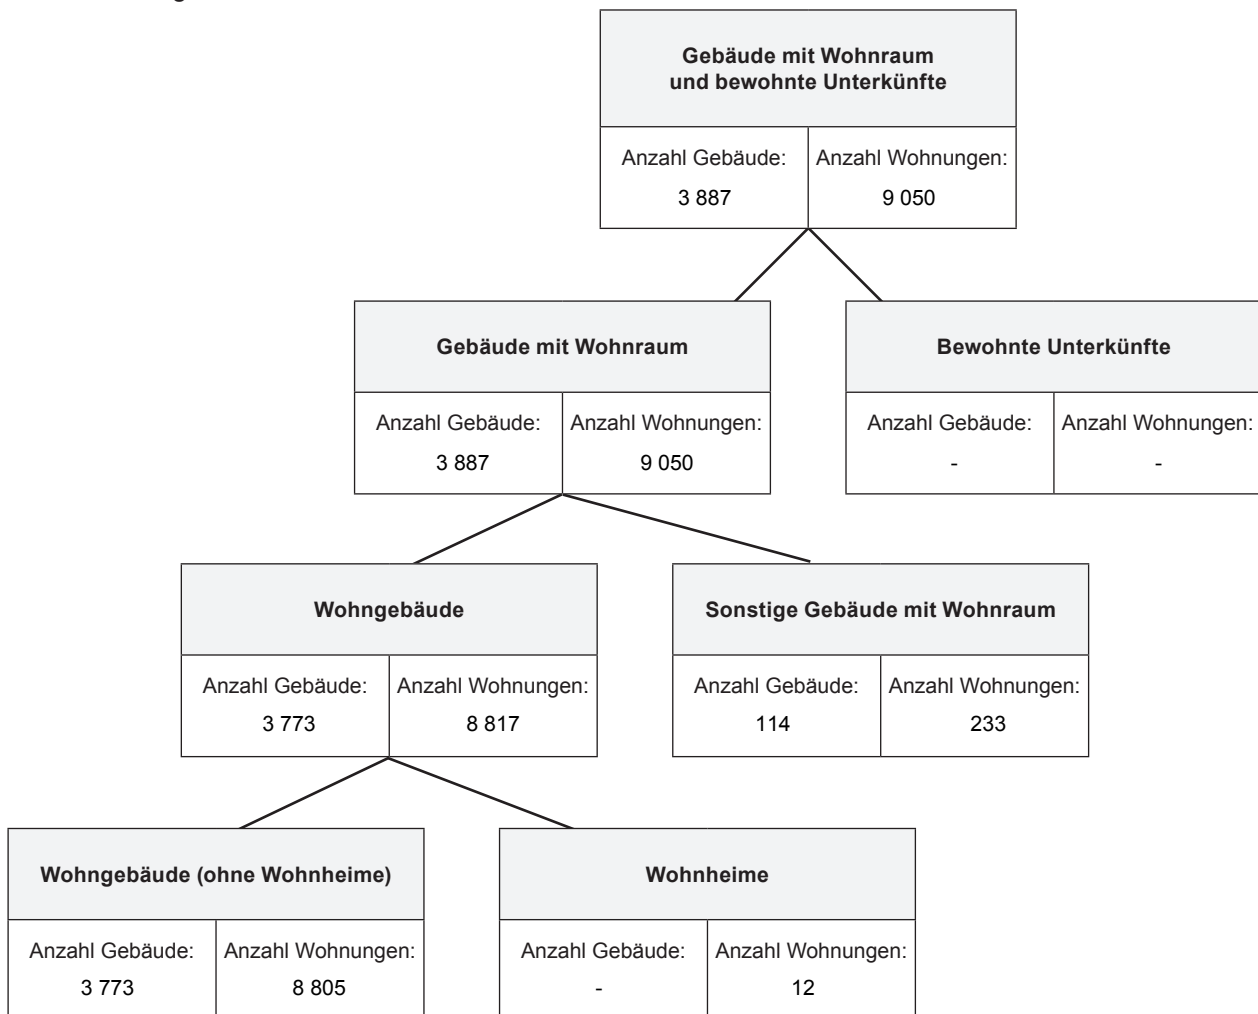 Gebäude mit Wohnraum
und bewohnte Unterkünfte
Anzahl Gebäude: Anzahl Wohnungen:
3 887 9 050
Gebäude mit Wohnraum
Anzahl Gebäude: Anzahl Wohnungen:
3 887 9 050
Bewohnte Unterkünfte
Anzahl Gebäude: Anzahl Wohnungen:
- -
Wohngebäude
Anzahl Gebäude: Anzahl Wohnungen:
3 773 8 817
Sonstige Gebäude mit Wohnraum
Anzahl Gebäude: Anzahl Wohnungen:
114 233
Wohngebäude (ohne Wohnheime)
Anzahl Gebäude: Anzahl Wohnungen:
3 773 8 805
Wohnheime
Anzahl Gebäude: Anzahl Wohnungen:
- 12